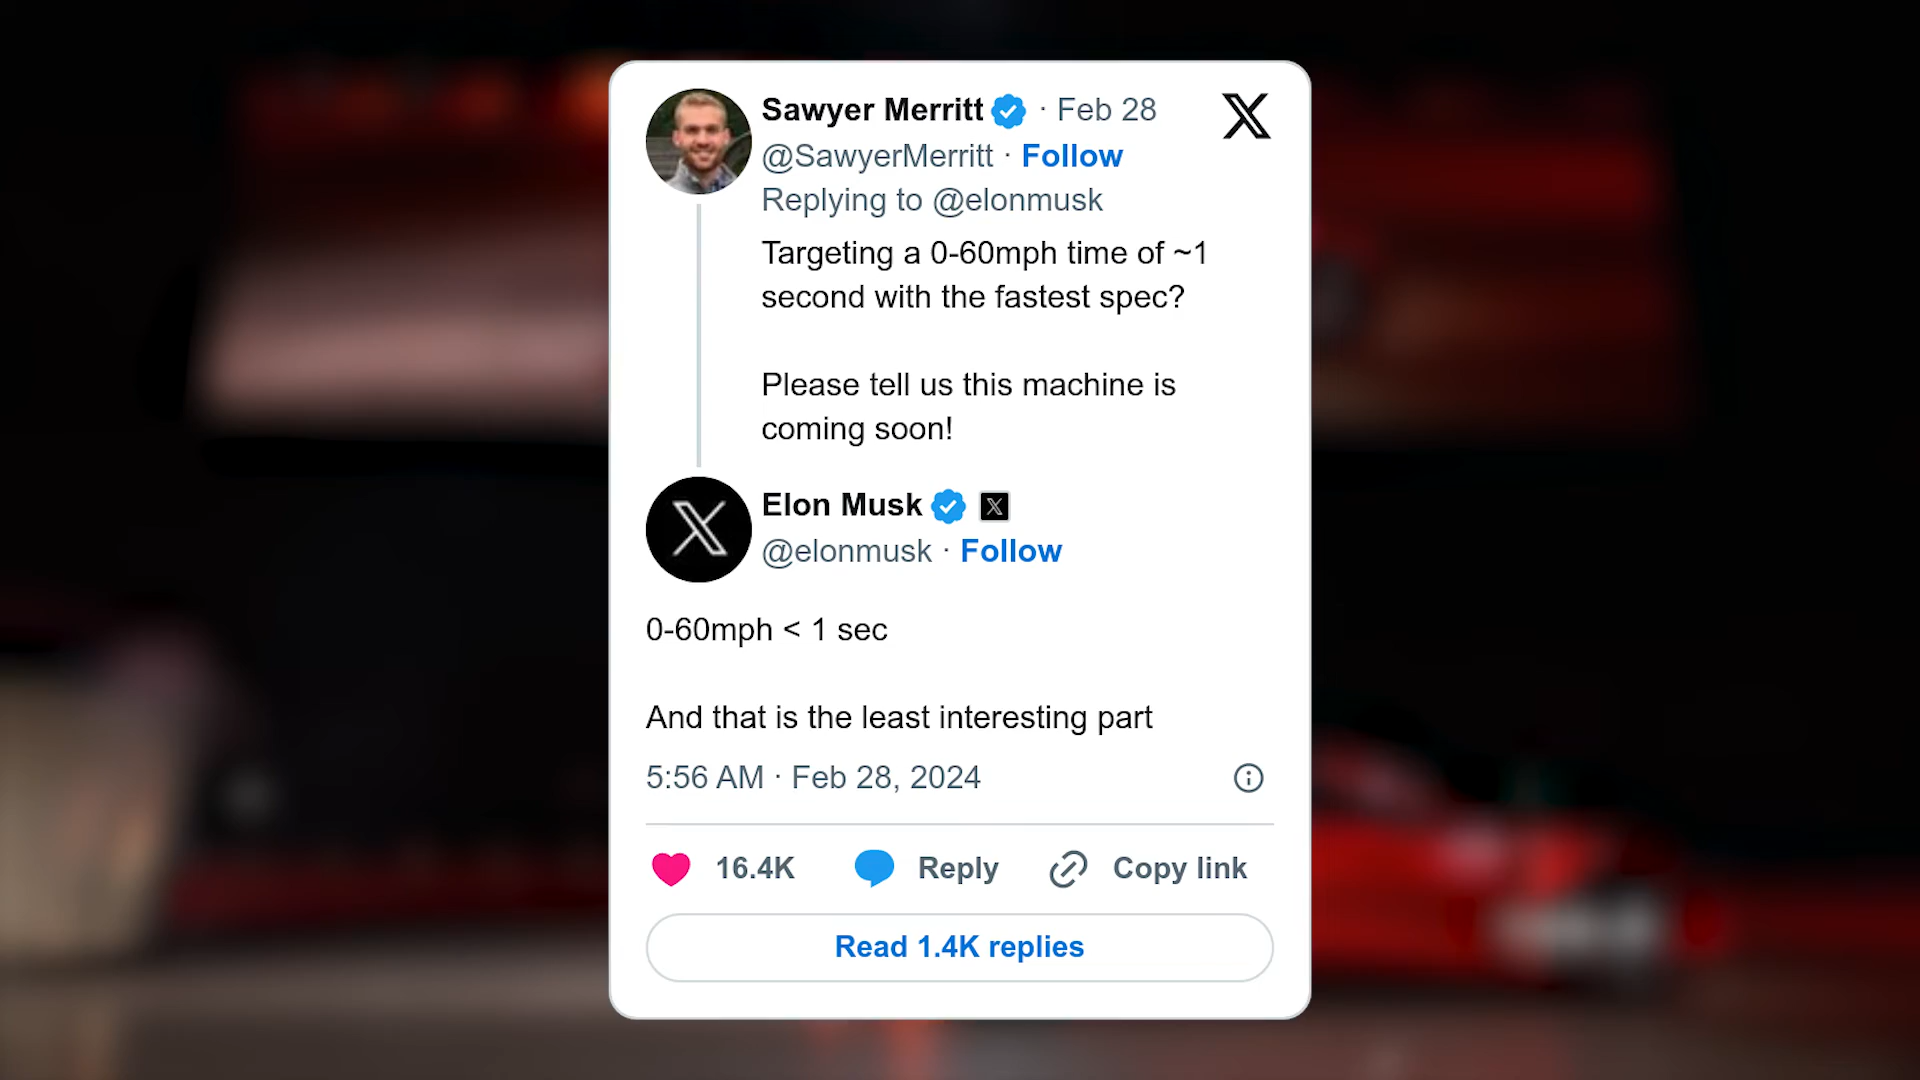 Sawyer Merritt · Feb 28
@SawyerMerritt · Follow
Replying to @elonmusk
Targeting a 0-60mph time of ~1
second with the fastest spec?
Please tell us this machine is
coming soon!
Elon Musk
@elonmusk · Follow
0-60mph < 1 sec
And that is the least interesting part
5:56 AM · Feb 28, 2024
16.4K Reply Copy link
Read 1.4K replies